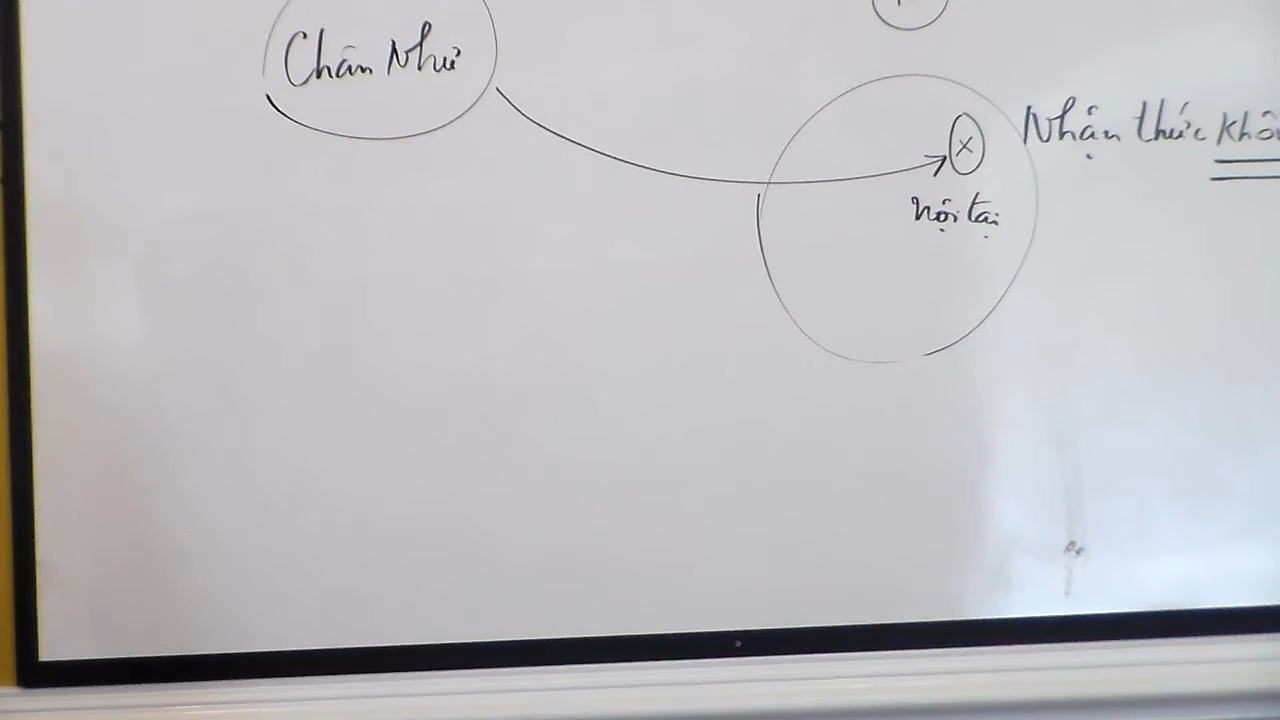 Chân Như
Nhận thức
x
nội tại